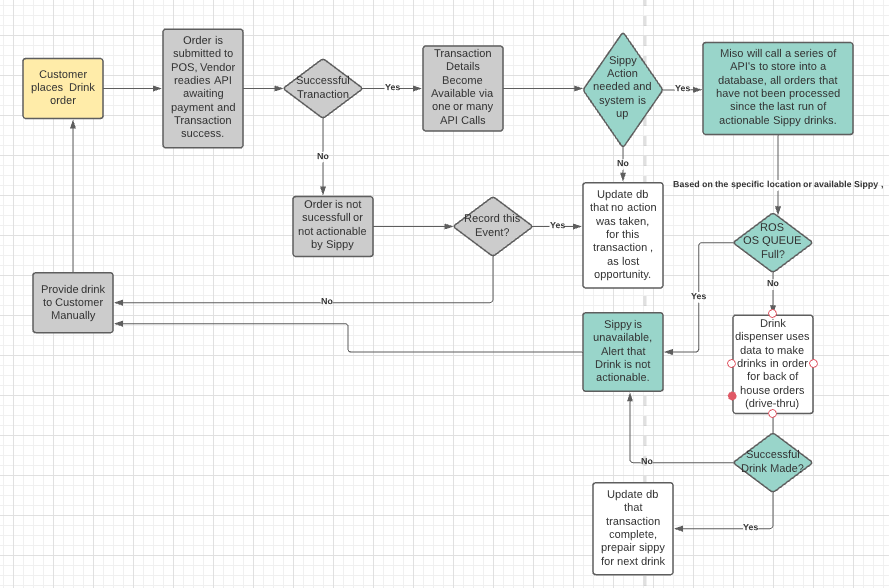 Customer
places Drink
order
Order is
submitted to
POS, Vendor
readies API
awaiting
payment and
Transaction
success.
Successful
Tranaction
Yes
Transaction
Details
Become
Available via
one or many
API Calls
Sippy
Action
needed and
system is
up
Yes
Miso will call a series of
API's to store into a
database, all orders that
have not been processed
since the last run of
actionable Sippy drinks.
No
No
Based on the specific location or available Sippy ,
Order is not
sucessfull or
not actionable
by Sippy
Record this
Event?
Yes
Update db
that no action
was taken,
for this
transaction ,
as lost
opportunity.
ROS
OS QUEUE
Full?
Yes
No
Provide drink
to Customer
Manually
No
Sippy is
unavailable,
Alert that
Drink is not
actionable.
Drink
dispenser uses
data to make
drinks in order
for back of
house orders
(drive-thru)
Successful
Drink Made?
No
Yes
Update db
that
transaction
complete,
prepair sippy
for next drink